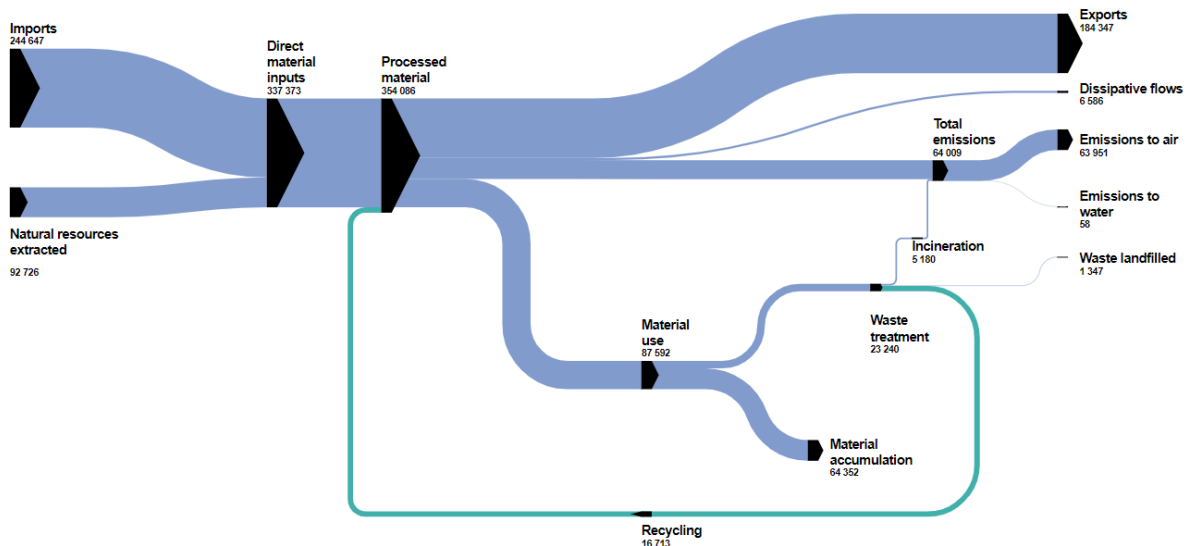 Imports
244 647
Natural resources
extracted
92 726
Direct
material
inputs
337 373
Processed
material
354 086
Exports
184 347
Dissipative flows
6 586
Total
emissions
64 009
Emissions to air
63 951
Emissions to
water
58
Incineration
5 180
Waste landfilled
1 347
Material
use
87 592
Waste
treatment
23 240
Material
accumulation
64 352
Recycling
16 713